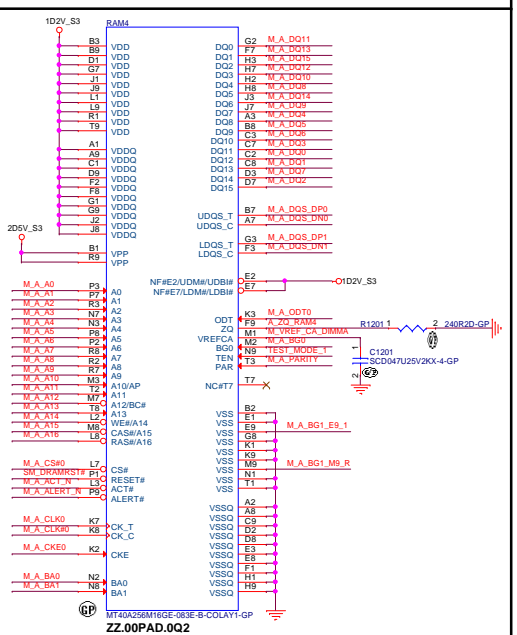 1D2V_S3
RAM4
B3 VDD DQ0 G2 M_A_DQ11
B9 VDD DQ1 F7 M_A_DQ13
D1 VDD DQ2 H3 M_A_DQ15
G7 VDD DQ3 H7 M_A_DQ12
J1 VDD DQ4 H2 M_A_DQ10
J9 VDD DQ5 H8 M_A_DQ8
L1 VDD DQ6 J3 M_A_DQ14
L9 VDD DQ7 J7 M_A_DQ9
R1 VDD DQ8 A3 M_A_DQ4
T9 VDD DQ9 B8 M_A_DQ5
DQ10 C3 M_A_DQ6
A1 VDDQ DQ11 C7 M_A_DQ3
A9 VDDQ DQ12 C2 M_A_DQ0
C1 VDDQ DQ13 C8 M_A_DQ1
D9 VDDQ DQ14 D3 M_A_DQ7
F2 VDDQ DQ15 D7 M_A_DQ2
F8 VDDQ
G1 VDDQ
G9 VDDQ UDQS_T B7 M_A_DQS_DP0
J2 VDDQ UDQS_C A7 M_A_DQS_DN0
J8 VDDQ
2D5V_S3
LDQS_T G3 M_A_DQS_DP1
B1 VPP LDQS_C F3 M_A_DQS_DN1
R9 VPP
NF#E2/UDM#/UDBI# E2 1D2V_S3
NF#E7/LDM#/LDBI# E7
M_A_A0 P3 A0
M_A_A1 P7 A1
M_A_A2 R3 A2
M_A_A3 N7 A3 ODT K3 M_A_ODT0
M_A_A4 N3 A4 ZQ F9 A_ZQ_RAM4 R1201 1 2 240R2D-GP
M_A_A5 P8 A5 VREFCA M1 M_VREF_CA_DIMMA
M_A_A6 P2 A6 BG0 M2 M_A_BG0
M_A_A7 R8 A7 TEN N9 TEST_MODE_1
M_A_A8 R2 A8 PAR T3 M_A_PARITY
1 C1201
SCD047U25V2KX-4-GP
2
M_A_A9 R7 A9
M_A_A10 M3 A10/AP NC#T7 T7
M_A_A11 T2 A11
M_A_A12 M7 A12/BC#
M_A_A13 T8 A13 VSS B2
M_A_A14 L2 WE#/A14 VSS E1
M_A_A15 M8 CAS#/A15 VSS E9 M_A_BG1_E9_1
M_A_A16 L8 RAS#/A16 VSS G8
VSS K1
VSS K9
M_A_CS#0 L7 CS# VSS M9 M_A_BG1_M9_R
SM_DRAMRST# P1 RESET# VSS N1
M_A_ACT_N L3 ACT# VSS T1
M_A_ALERT_N P9 ALERT#
VSSQ A2
VSSQ A8
M_A_CLK0 K7 CK_T VSSQ C9
M_A_CLK#0 K8 CK_C VSSQ D2
VSSQ D8
M_A_CKE0 K2 CKE VSSQ E3
VSSQ E8
VSSQ F1
M_A_BA0 N2 BA0 VSSQ H1
M_A_BA1 N8 BA1 VSSQ H9
GP
MT40A256M16GE-083E-B-COLAY1-GP
ZZ.00PAD.0Q2